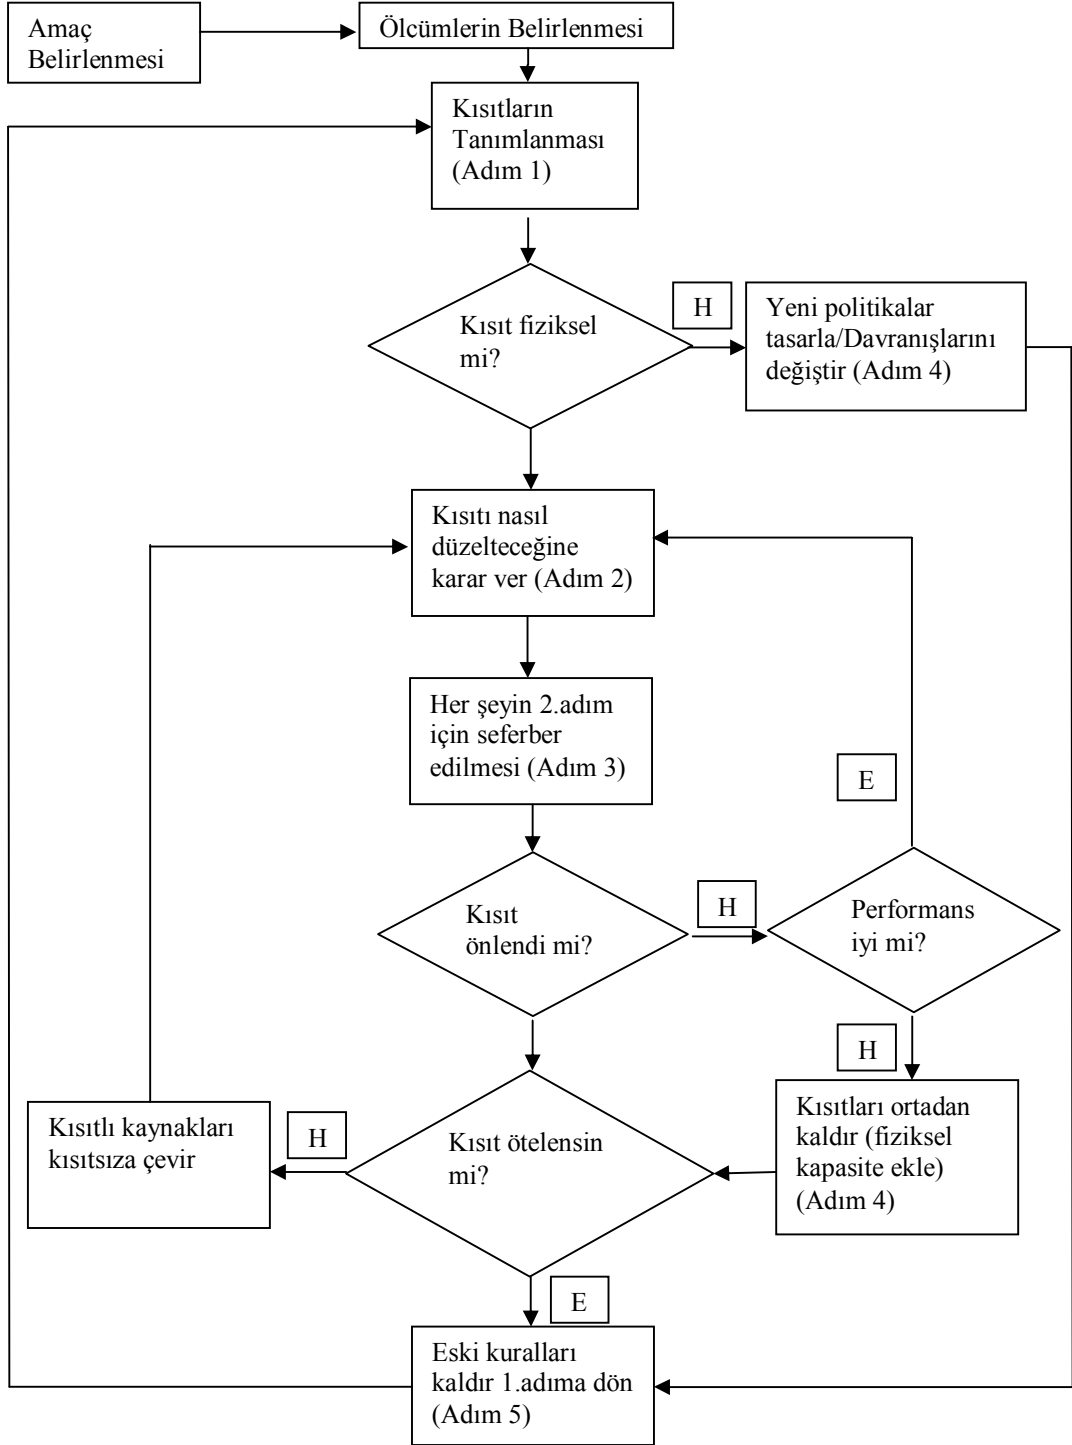 Amaç
Belirlenmesi
Ölcümlerin Belirlenmesi
Kısıtların
Tanımlanması
(Adım 1)
Kısıt fiziksel
mi?
H
Yeni politikalar
tasarla/Davranışlarını
değiştir (Adım 4)
Kısıtı nasıl
düzelteceğine
karar ver (Adım 2)
Her şeyin 2.adım
için seferber
edilmesi (Adım 3)
E
Kısıt
önlendi mi?
H
Performans
iyi mi?
H
Kısıtları ortadan
kaldır (fiziksel
kapasite ekle)
(Adım 4)
Kısıt ötelensin
mi?
H
Kısıtlı kaynakları
kısıtsıza çevir
E
Eski kuralları
kaldır 1.adıma dön
(Adım 5)